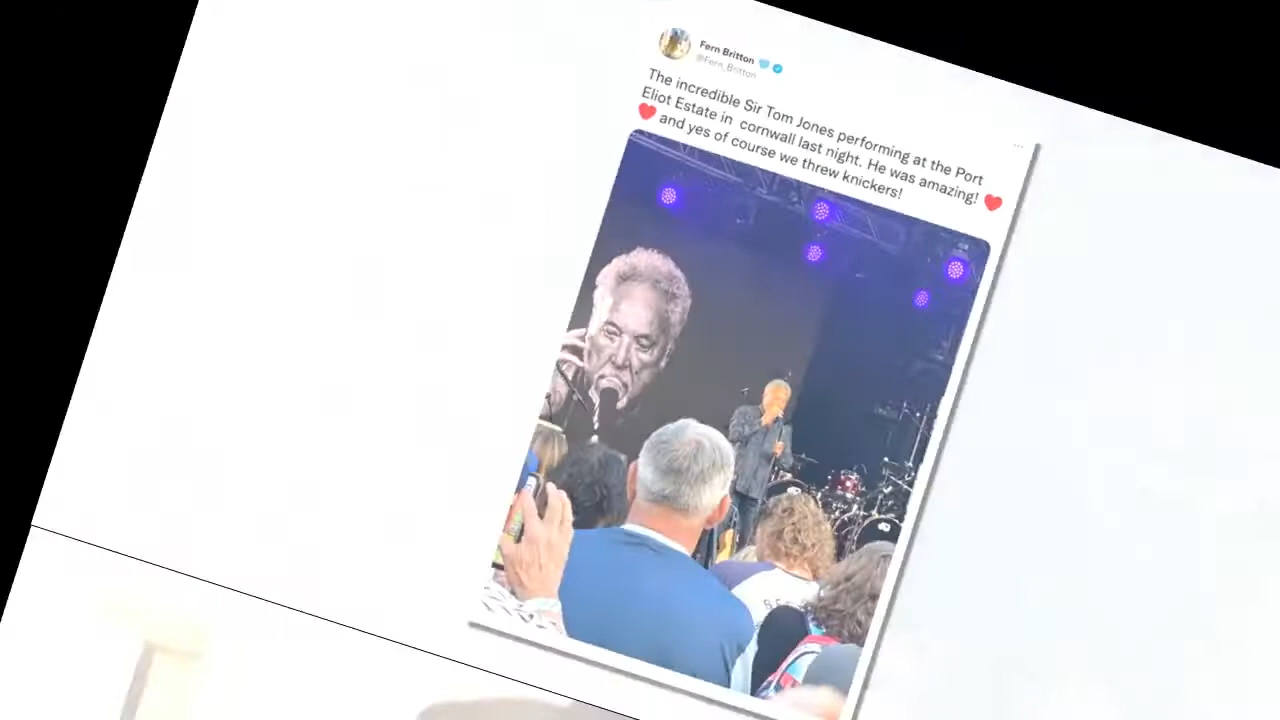 Fern Britton 🩵
@Fern_Britton
The incredible Sir Tom Jones performing at the Port
Eliot Estate in cornwall last night. He was amazing! ❤️
❤️ and yes of course we threw knickers!